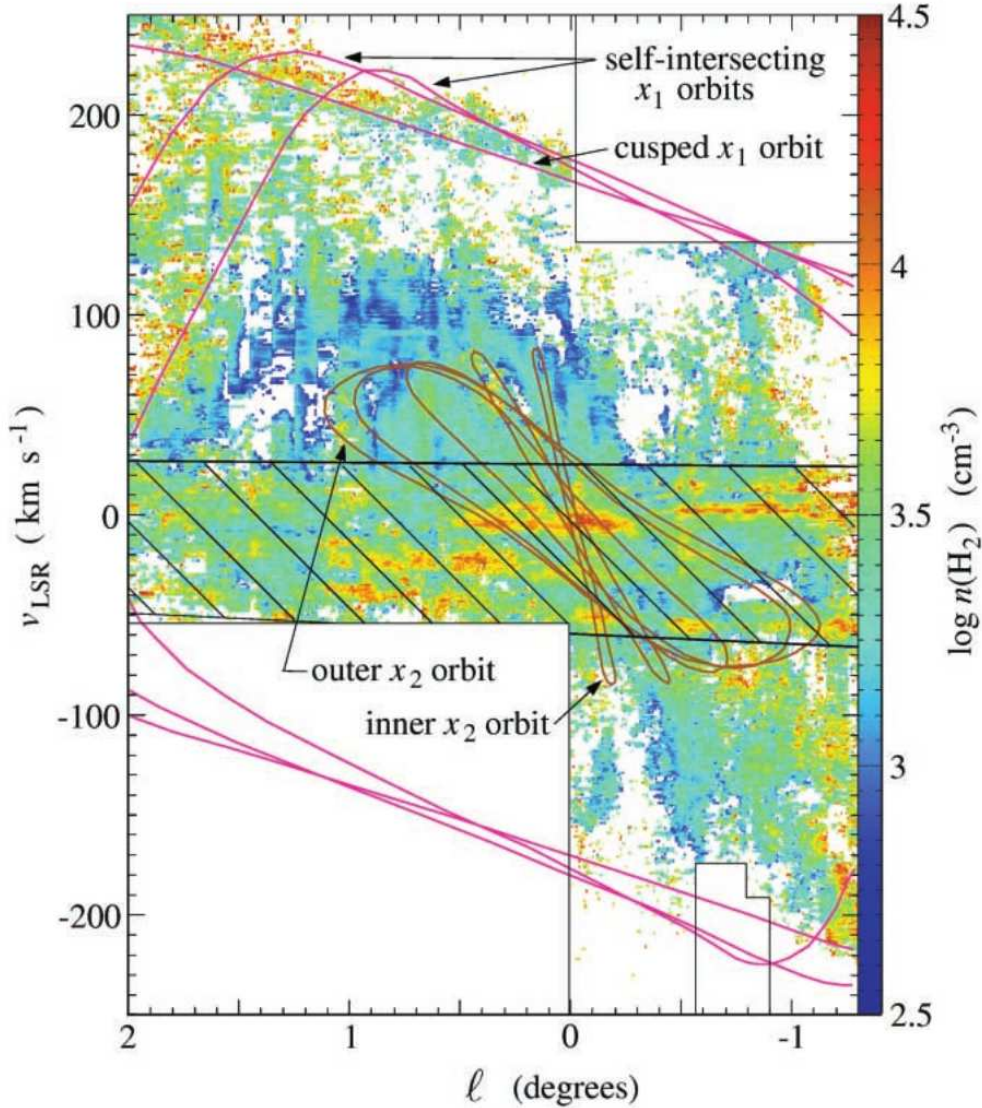 self-intersecting
x₁ orbits
cusped x₁ orbit
outer x₂ orbit
inner x₂ orbit
200
100
0
-100
-200
v_LSR ( km s⁻¹)
2
1
0
-1
ℓ (degrees)
4.5
4
3.5
3
2.5
log n(H₂) (cm⁻³)